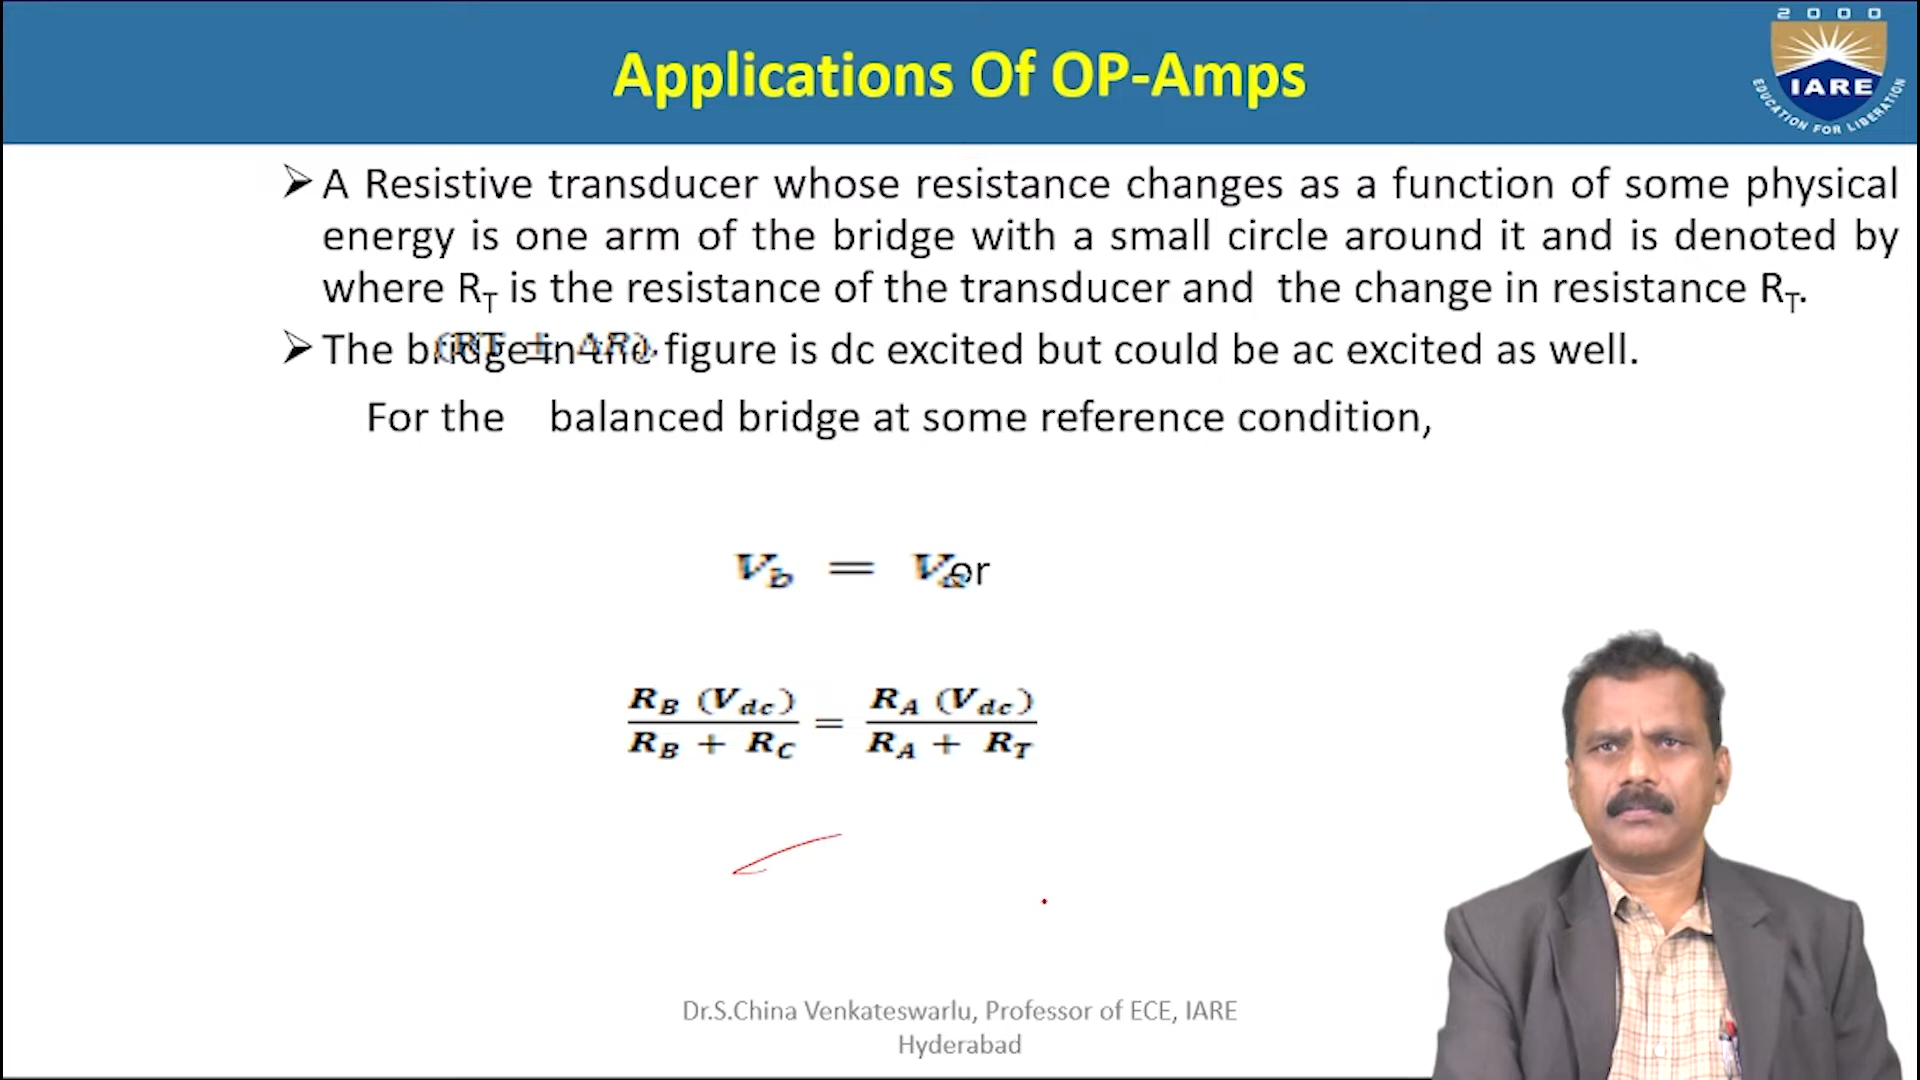 Applications Of OP-Amps
2000
IARE
EDUCATION FOR LIBERATION
➢ A Resistive transducer whose resistance changes as a function of some physical
energy is one arm of the bridge with a small circle around it and is denoted by
where R_T is the resistance of the transducer and the change in resistance R_T.
(RT ± ΔR).
➢ The bridge in the figure is dc excited but could be ac excited as well.
For the balanced bridge at some reference condition,
V_b = V_a or
R_B (V_dc) / R_B + R_C = R_A (V_dc) / R_A + R_T
Dr.S.China Venkateswarlu, Professor of ECE, IARE
Hyderabad